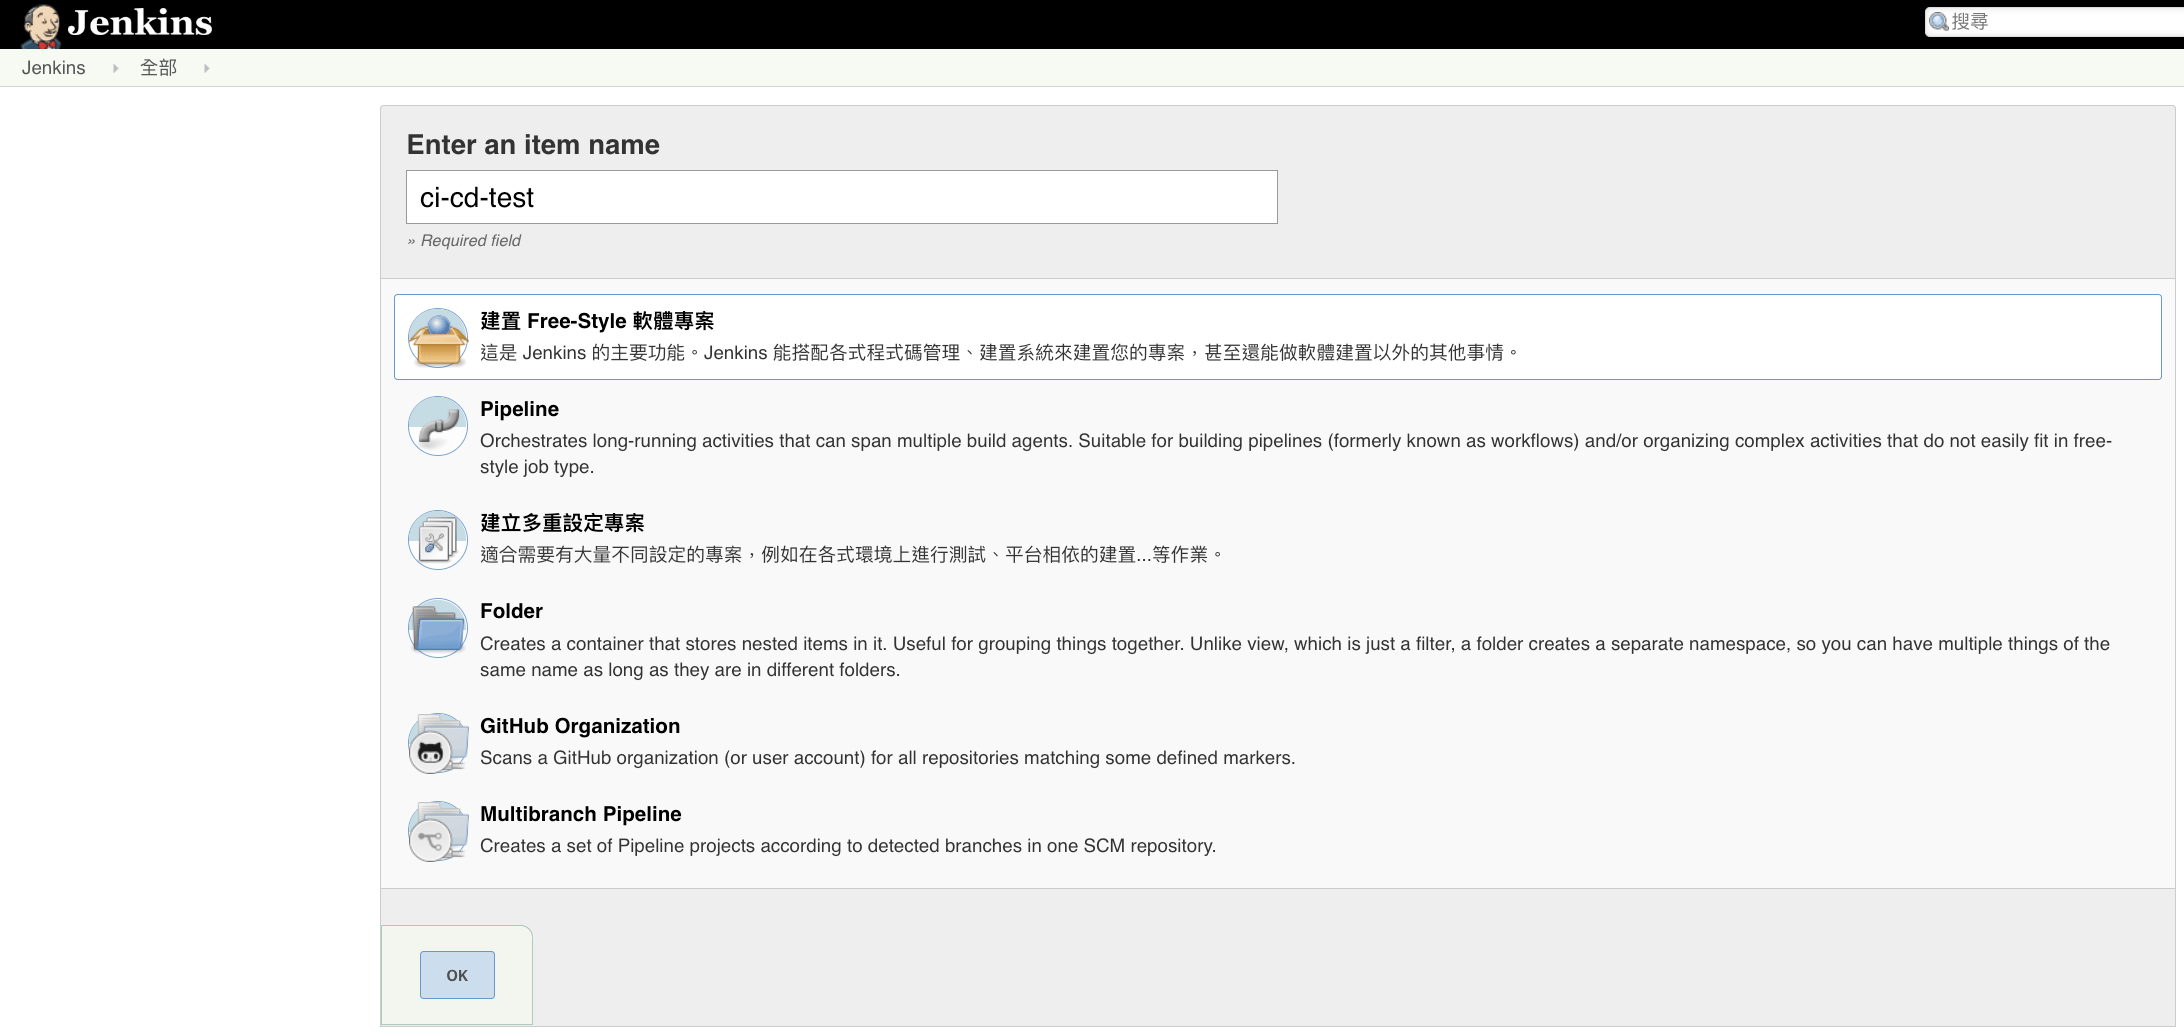 Jenkins
搜尋
Jenkins
全部
Enter an item name
ci-cd-test
» Required field
建置 Free-Style 軟體專案
這是 Jenkins 的主要功能。Jenkins 能搭配各式程式碼管理、建置系統來建置您的專案，甚至還能做軟體建置以外的其他事情。
Pipeline
Orchestrates long-running activities that can span multiple build agents. Suitable for building pipelines (formerly known as workflows) and/or organizing complex activities that do not easily fit in free-
style job type.
建立多重設定專案
適合需要有大量不同設定的專案，例如在各式環境上進行測試、平台相依的建置...等作業。
Folder
Creates a container that stores nested items in it. Useful for grouping things together. Unlike view, which is just a filter, a folder creates a separate namespace, so you can have multiple things of the
same name as long as they are in different folders.
GitHub Organization
Scans a GitHub organization (or user account) for all repositories matching some defined markers.
Multibranch Pipeline
Creates a set of Pipeline projects according to detected branches in one SCM repository.
OK